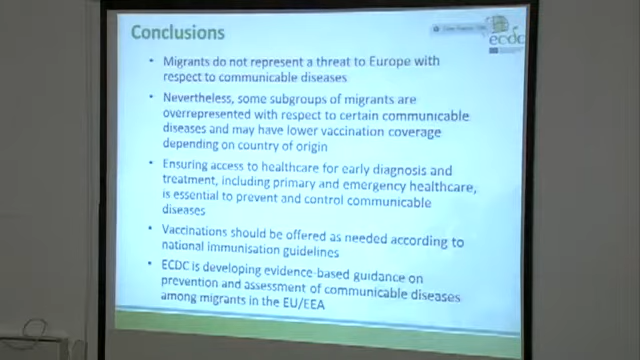 Conclusions
ecdc
• Migrants do not represent a threat to Europe with
respect to communicable diseases
• Nevertheless, some subgroups of migrants are
overrepresented with respect to certain communicable
diseases and may have lower vaccination coverage
depending on country of origin
• Ensuring access to healthcare for early diagnosis and
treatment, including primary and emergency healthcare,
is essential to prevent and control communicable
diseases
• Vaccinations should be offered as needed according to
national immunisation guidelines
• ECDC is developing evidence-based guidance on
prevention and assessment of communicable diseases
among migrants in the EU/EEA